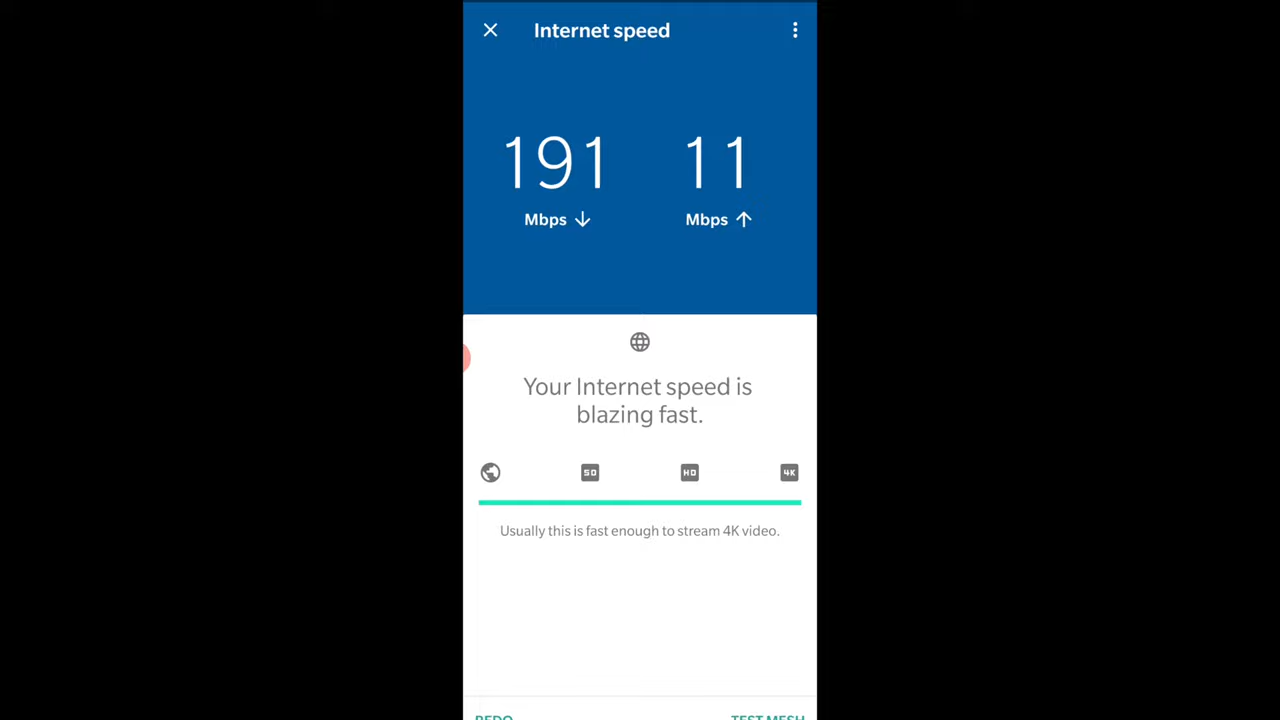 Internet speed
191
11
Mbps
Mbps
Your Internet speed is
blazing fast.
SD
HD
4K
Usually this is fast enough to stream 4K video.
REDO
TEST MESH